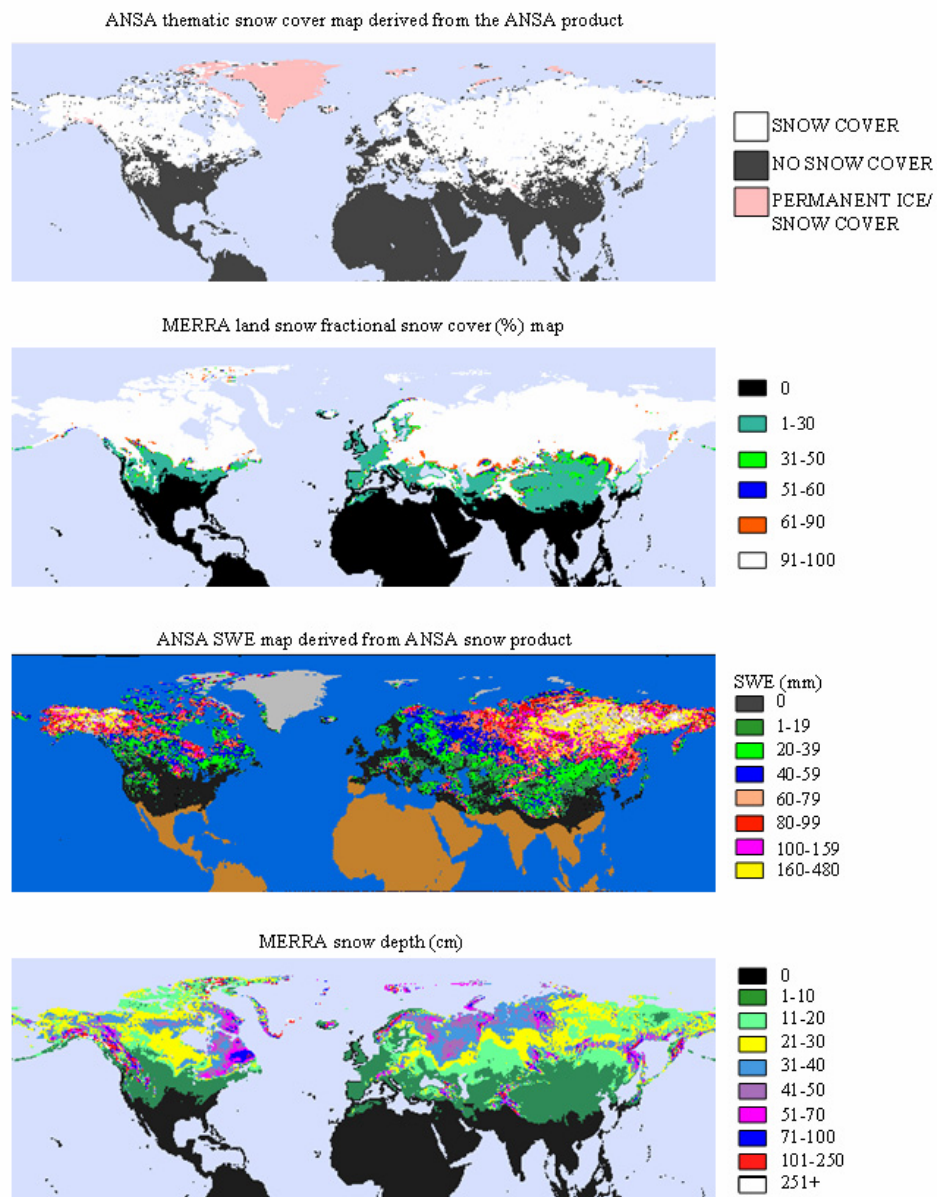 ANSA thematic snow cover map derived from the ANSA product
SNOW COVER
NO SNOW COVER
PERMANENT ICE/
SNOW COVER
MERRA land snow fractional snow cover (%) map
0
1-30
31-50
51-60
61-90
91-100
ANSA SWE map derived from ANSA snow product
SWE (mm)
0
1-19
20-39
40-59
60-79
80-99
100-159
160-480
MERRA snow depth (cm)
0
1-10
11-20
21-30
31-40
41-50
51-70
71-100
101-250
251+